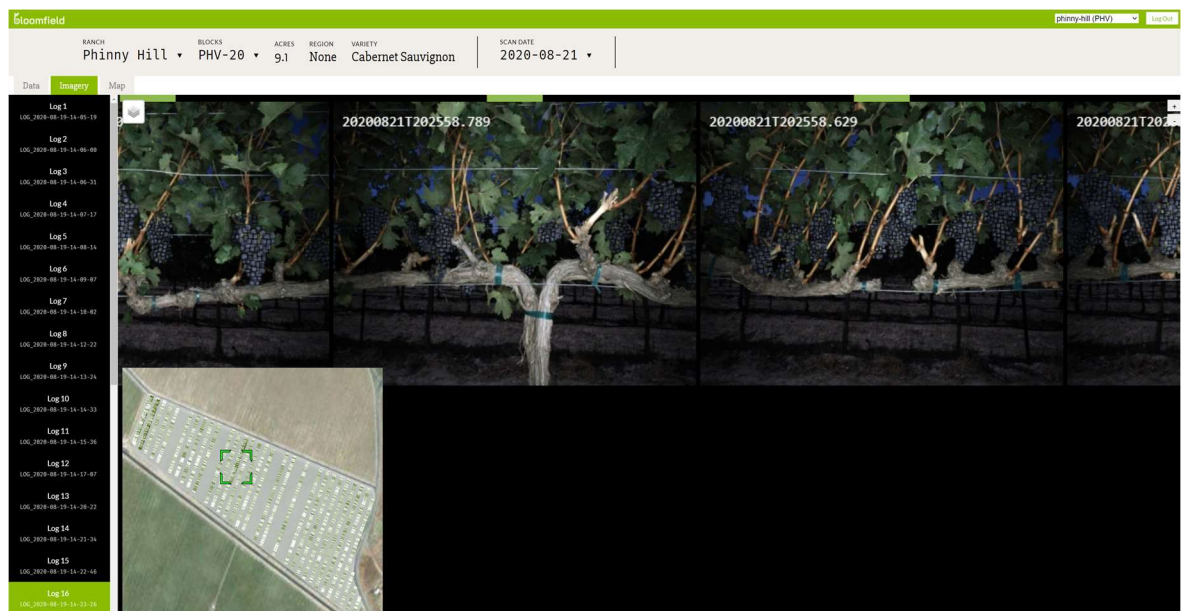 bloomfield
phinny-hill (PHV)
Log Out
RANCH BLOCKS ACRES REGION VARIETY SCAN DATE
Phinny Hill ▾ PHV-20 ▾ 9.1 None Cabernet Sauvignon 2020-08-21 ▾
Data Imagery Map
Log 1
LOG_2020-08-19-14-05-19
Log 2
LOG_2020-08-19-14-06-00
Log 3
LOG_2020-08-19-14-06-31
Log 4
LOG_2020-08-19-14-07-17
Log 5
LOG_2020-08-19-14-08-14
Log 6
LOG_2020-08-19-14-09-07
Log 7
LOG_2020-08-19-14-10-02
Log 8
LOG_2020-08-19-14-12-22
Log 9
LOG_2020-08-19-14-13-24
Log 10
LOG_2020-08-19-14-14-33
Log 11
LOG_2020-08-19-14-15-36
Log 12
LOG_2020-08-19-14-17-07
Log 13
LOG_2020-08-19-14-20-22
Log 14
LOG_2020-08-19-14-21-34
Log 15
LOG_2020-08-19-14-22-46
Log 16
LOG_2020-08-19-14-23-26
20200821T202558.789
20200821T202558.629
20200821T202
+
-